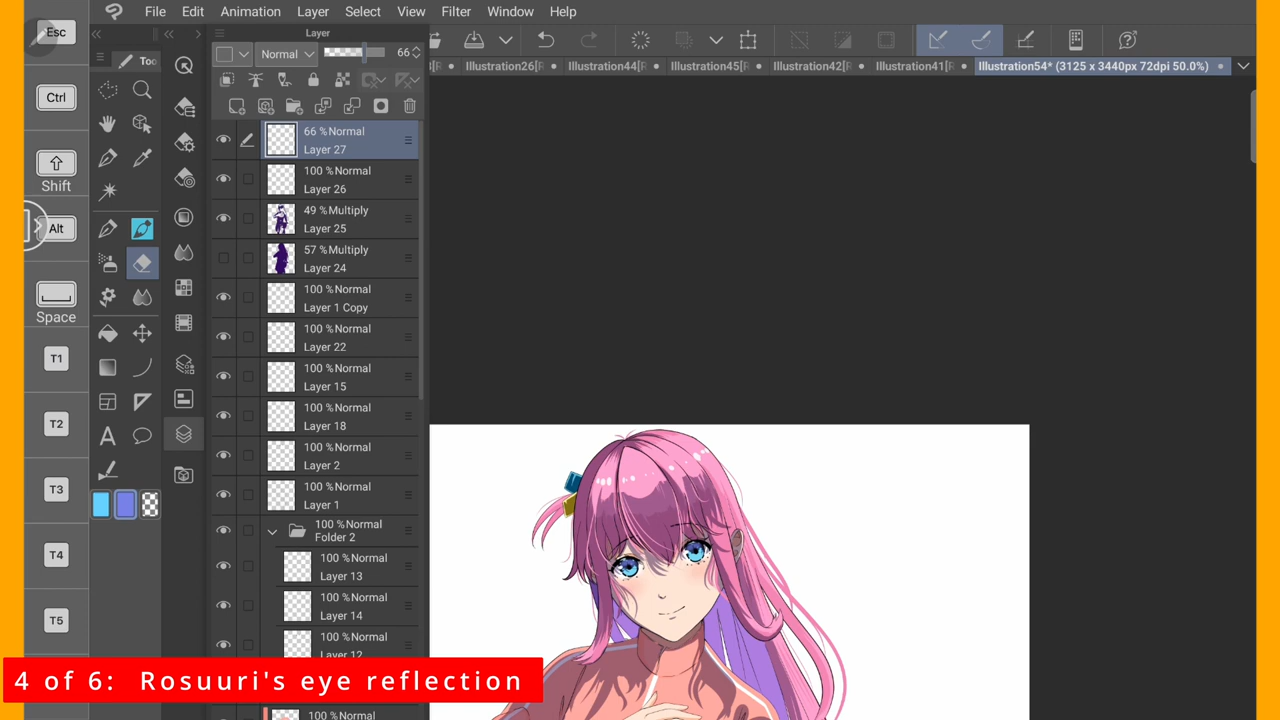 Esc
File Edit Animation Layer Select View Filter Window Help
Layer
Normal 66
Too
Illustration26[R Illustration44[R Illustration45[R Illustration42[R Illustration41[R Illustration54* (3125 x 3440px 72dpi 50.0%)
Ctrl
Shift
Alt
Space
T1
T2
T3
T4
T5
66 %Normal
Layer 27
100 %Normal
Layer 26
49 %Multiply
Layer 25
57 %Multiply
Layer 24
100 %Normal
Layer 1 Copy
100 %Normal
Layer 22
100 %Normal
Layer 15
100 %Normal
Layer 18
100 %Normal
Layer 2
100 %Normal
Layer 1
100 %Normal
Folder 2
100 %Normal
Layer 13
100 %Normal
Layer 14
100 %Normal
Layer 12
4 of 6: Rosuuri's eye reflection
100 %Normal